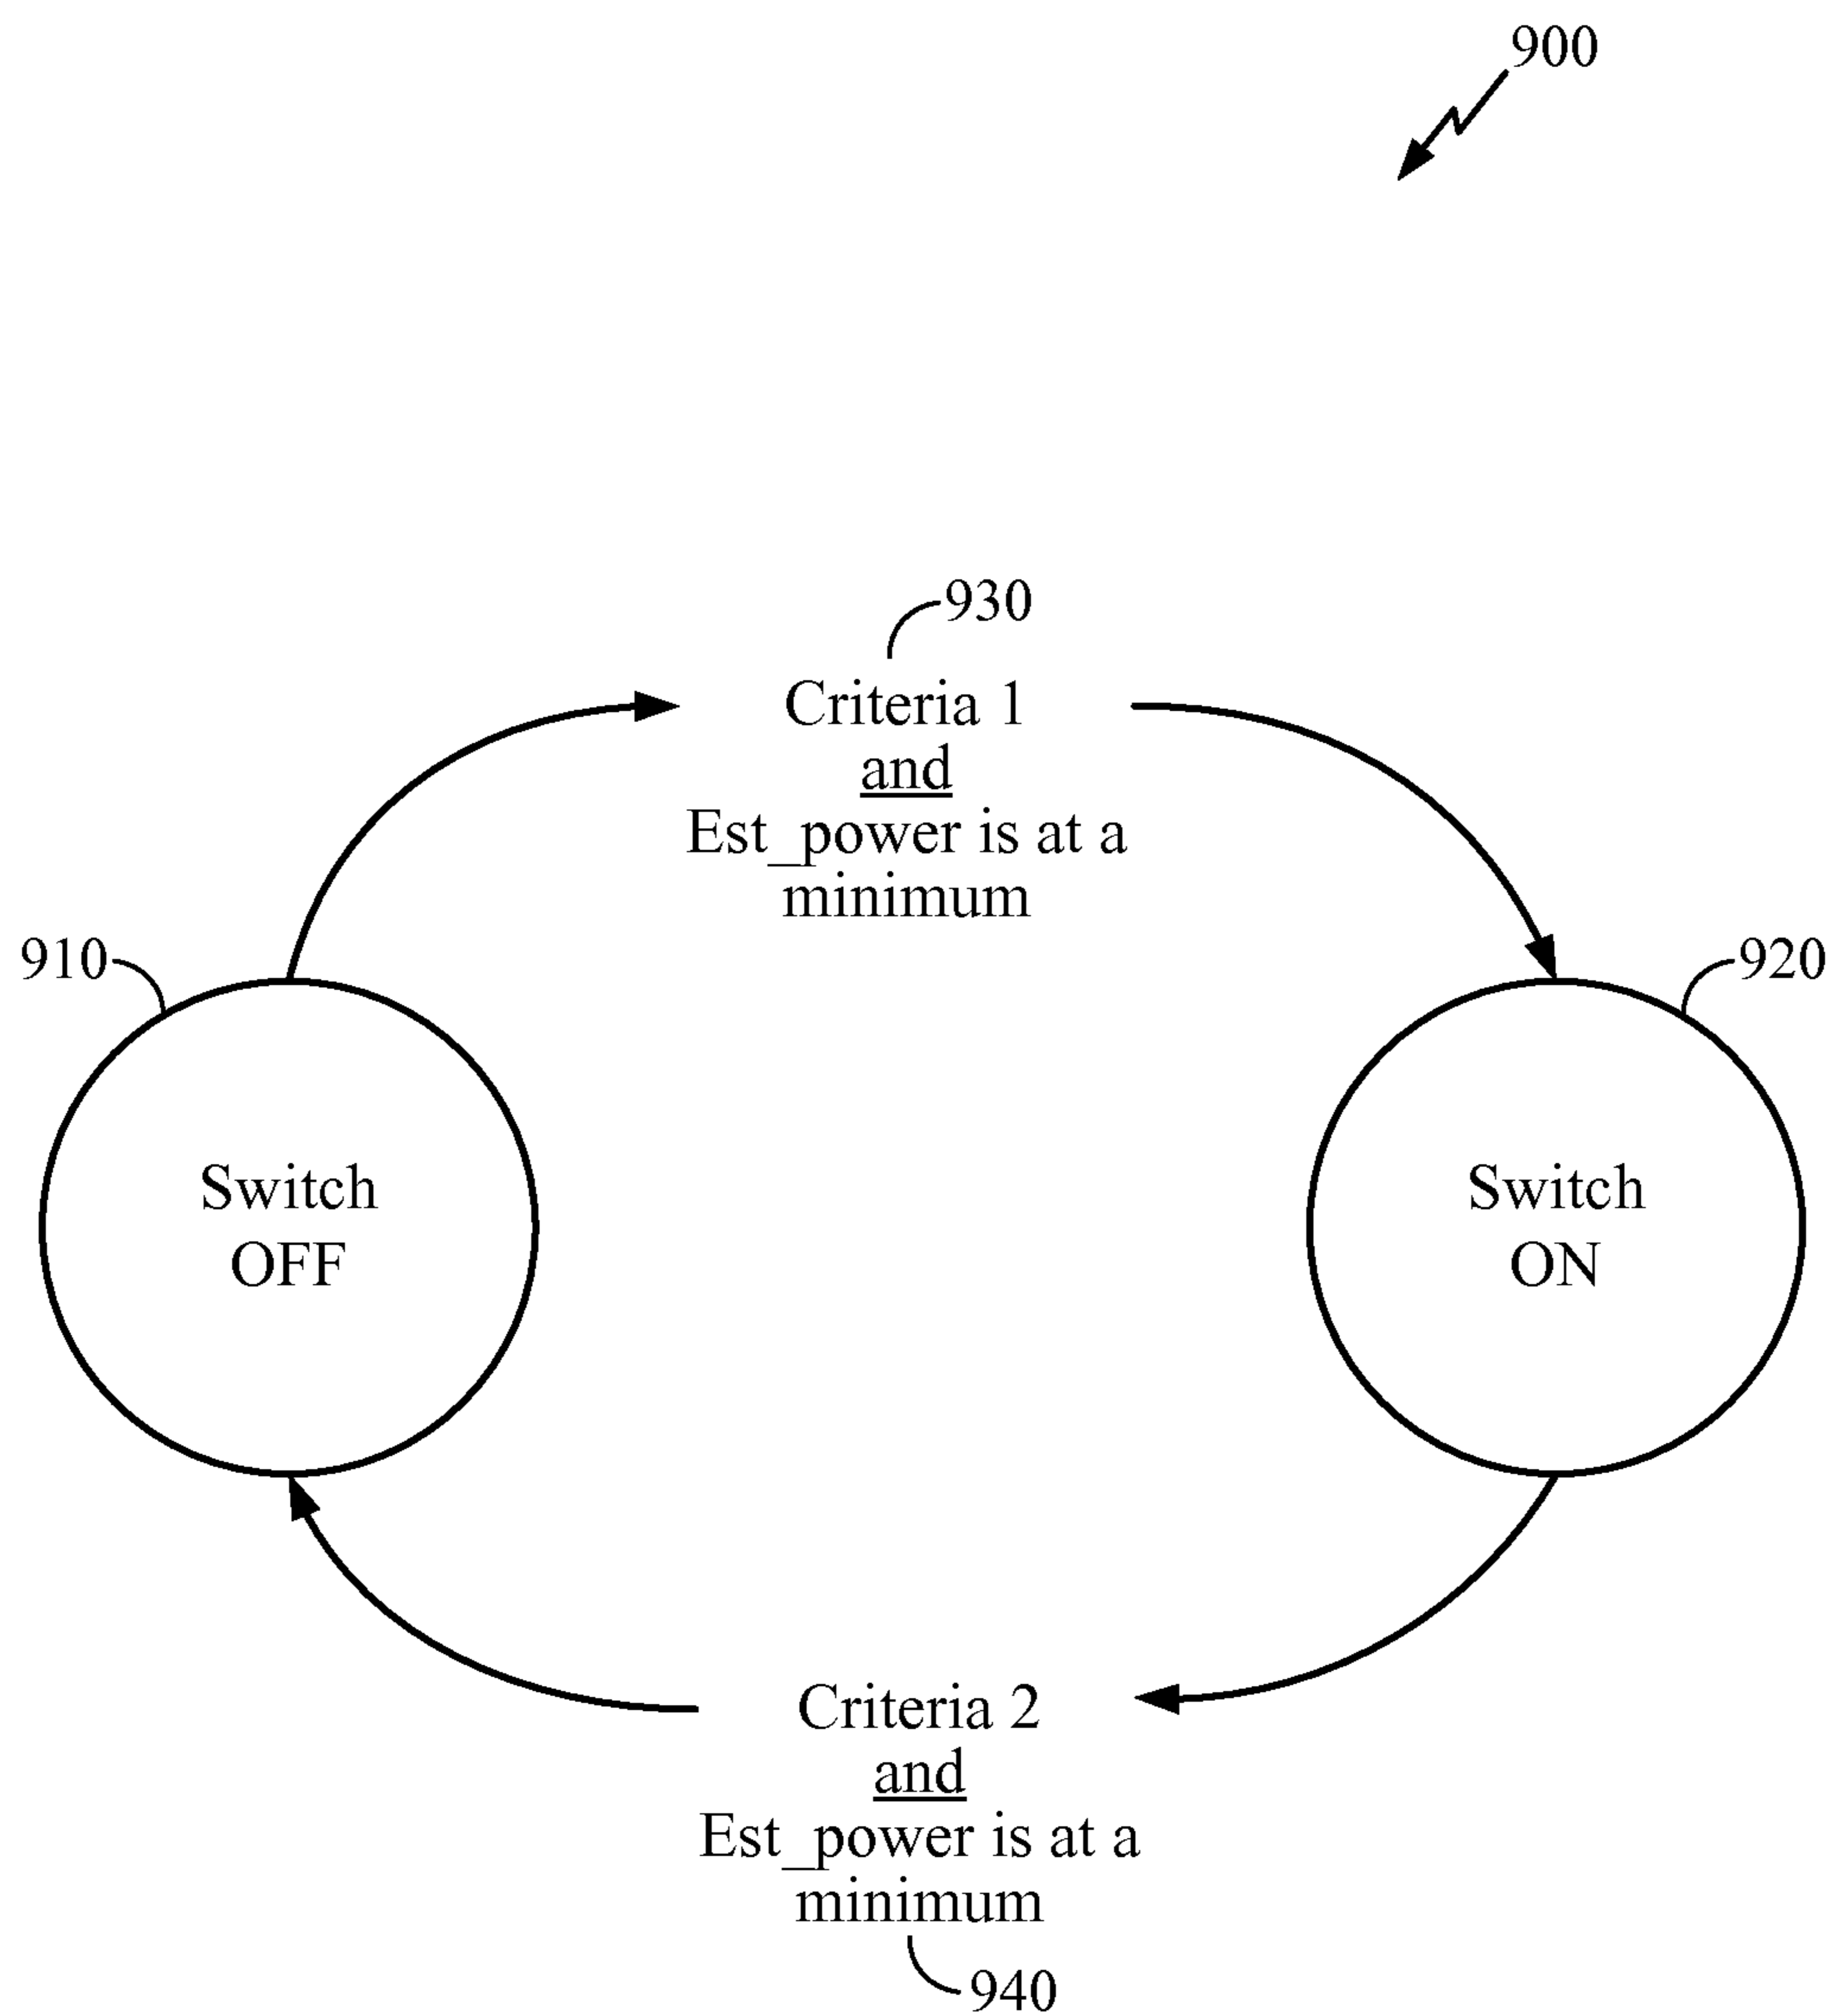 900
930
Criteria 1
and
Est_power is at a
minimum
910
920
Switch
OFF
Switch
ON
Criteria 2
and
Est_power is at a
minimum
940